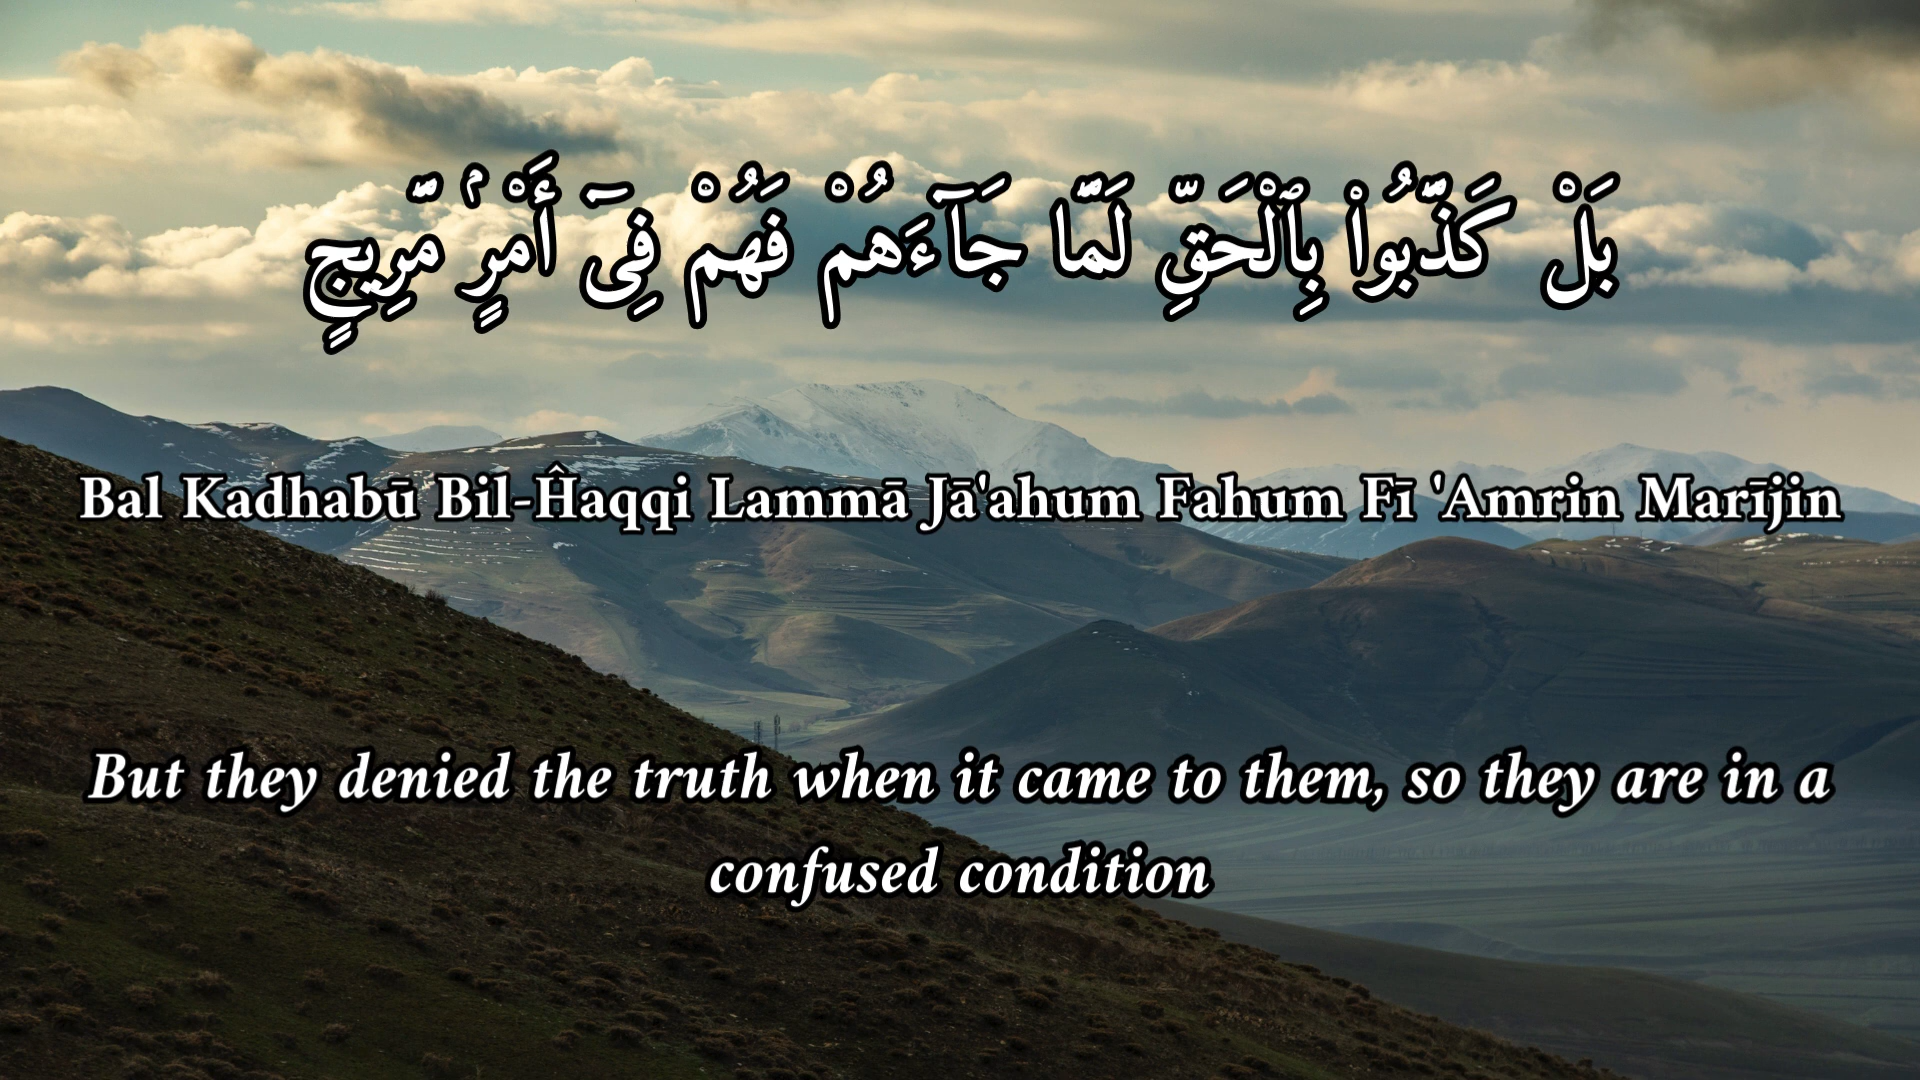 بَلْ كَذَّبُوا۟ بِٱلْحَقِّ لَمَّا جَآءَهُمْ فَهُمْ فِىٓ أَمْرٍۢ مَّرِيجٍ
Bal Kadhabū Bil-Ĥaqqi Lammā Jā'ahum Fahum Fī 'Amrin Marījin
But they denied the truth when it came to them, so they are in a
confused condition